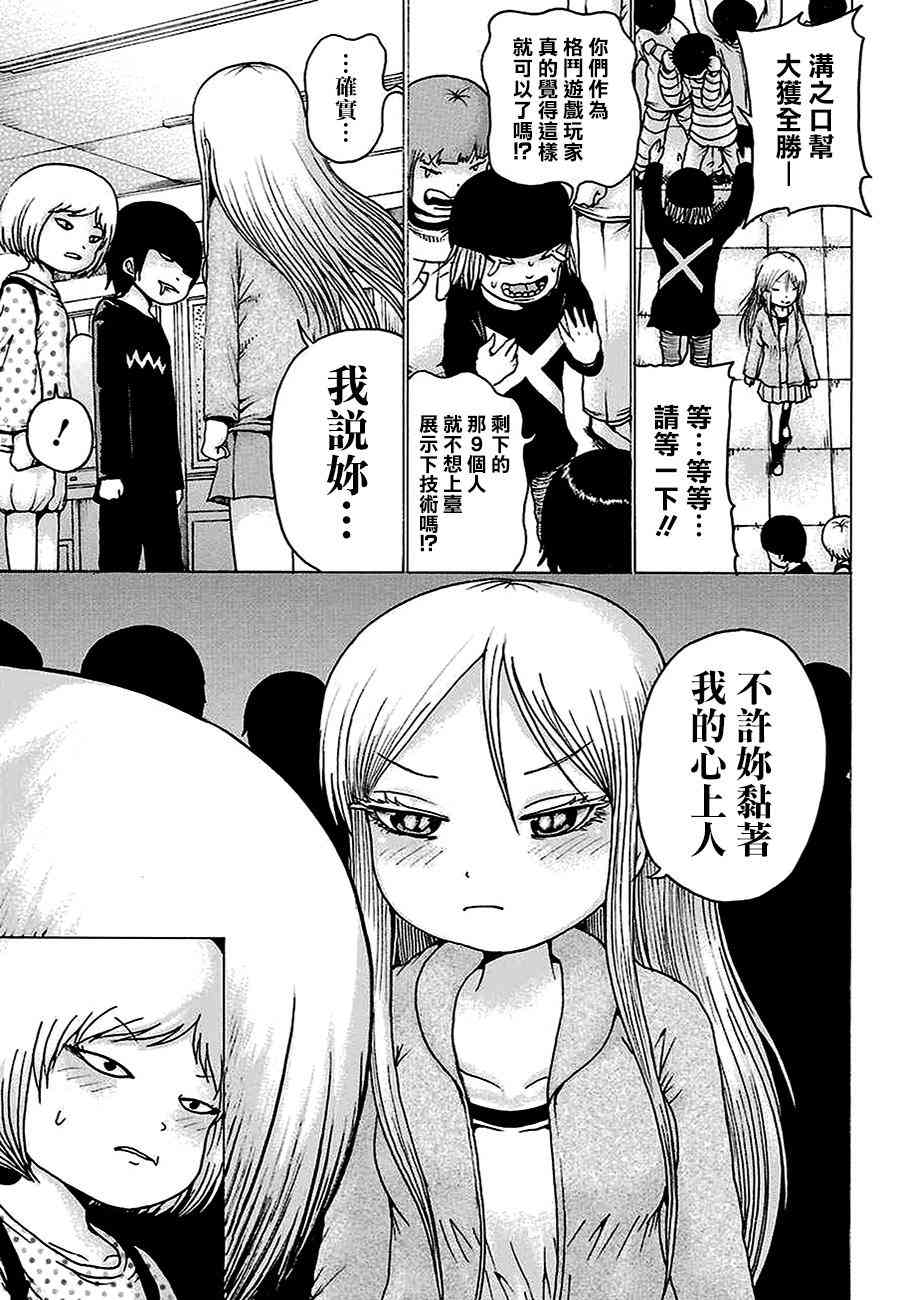 溝之口幫
大獲全勝—
等…等等…
請等一下!!
你們作為
格鬥遊戲玩家
真的覺得這樣
就可以了嗎!?
剩下的
那9個人
就不想上臺
展示下技術嗎!?
…確實…
我説妳…
!
不許妳黏著
我的心上人